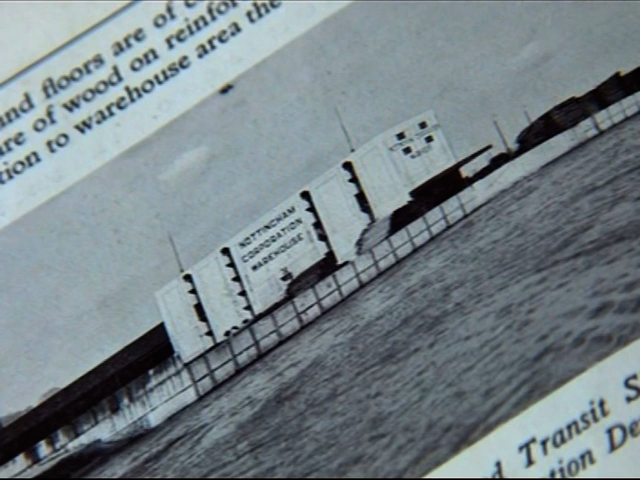 and floors are of
are of wood on reinfor
tion to warehouse area the
NOTTINGHAM
CORPORATION
WAREHOUSE
d Transit S
tion De